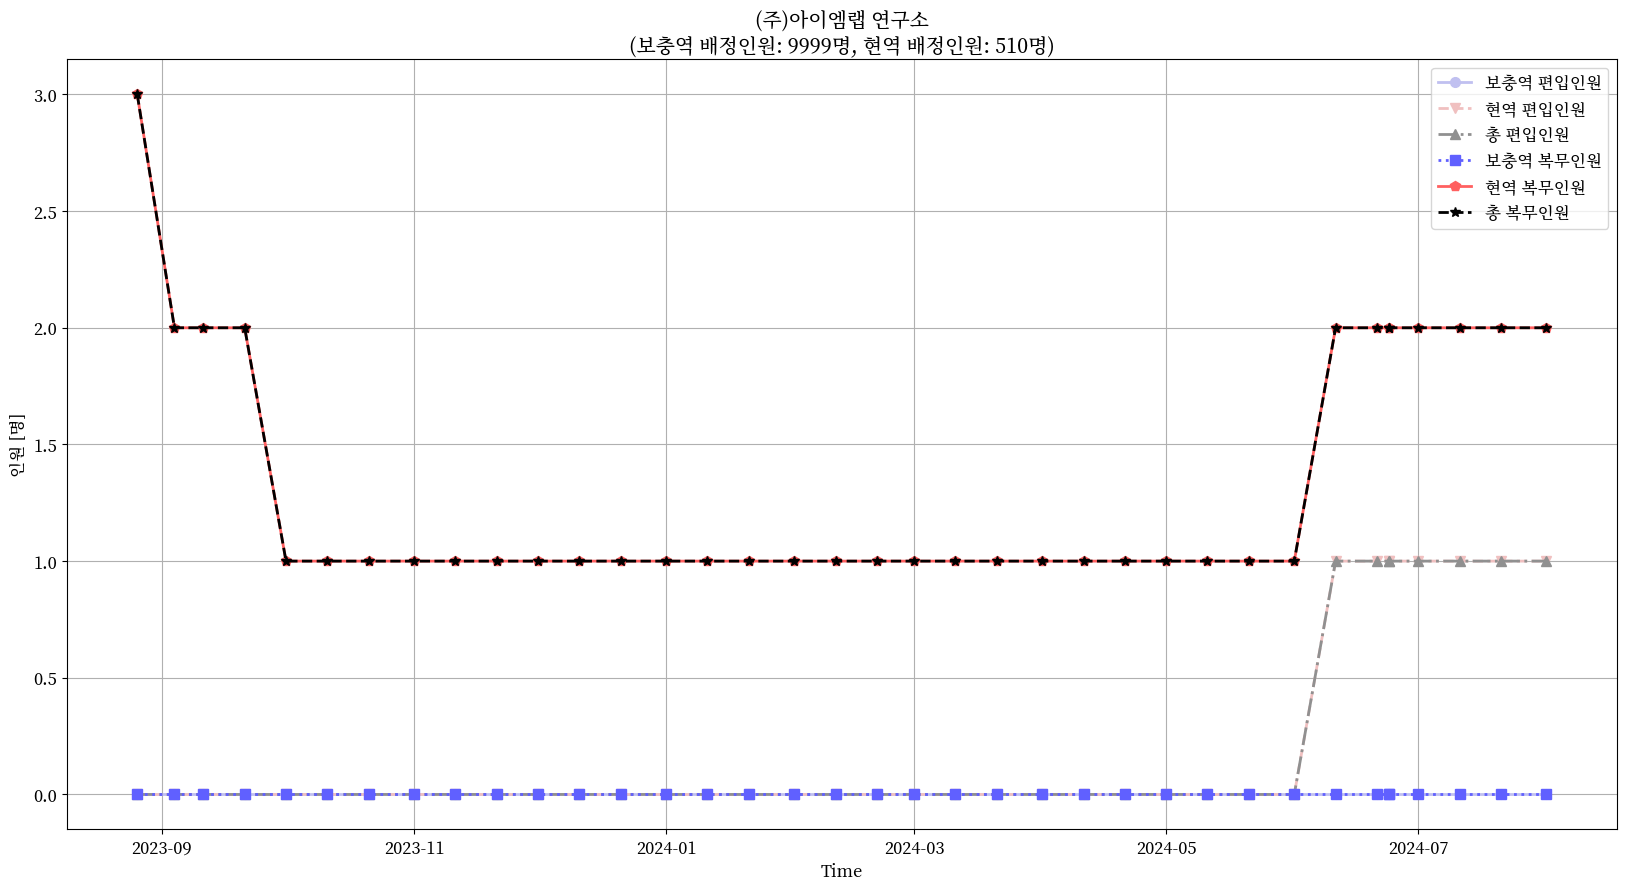 (주)아이엠랩 연구소
(보충역 배정인원: 9999명, 현역 배정인원: 510명)
보충역 편입인원
현역 편입인원
총 편입인원
보충역 복무인원
현역 복무인원
총 복무인원
3.0
2.5
2.0
1.5
1.0
0.5
0.0
인원 [명]
2023-09
2023-11
2024-01
2024-03
2024-05
2024-07
Time